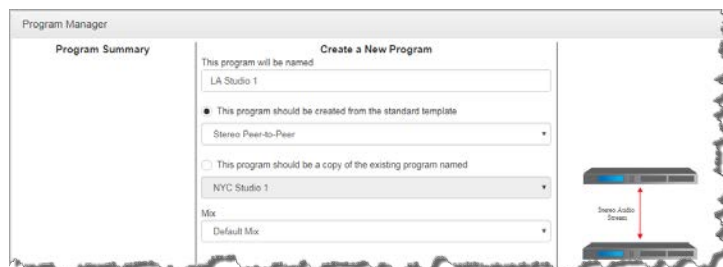 Program Manager
Program Summary
Create a New Program
This program will be named
LA Studio 1
This program should be created from the standard template
Stereo Peer-to-Peer
This program should be a copy of the existing program named
NYC Studio 1
Mix
Default Mix
Stereo Audio
Stream